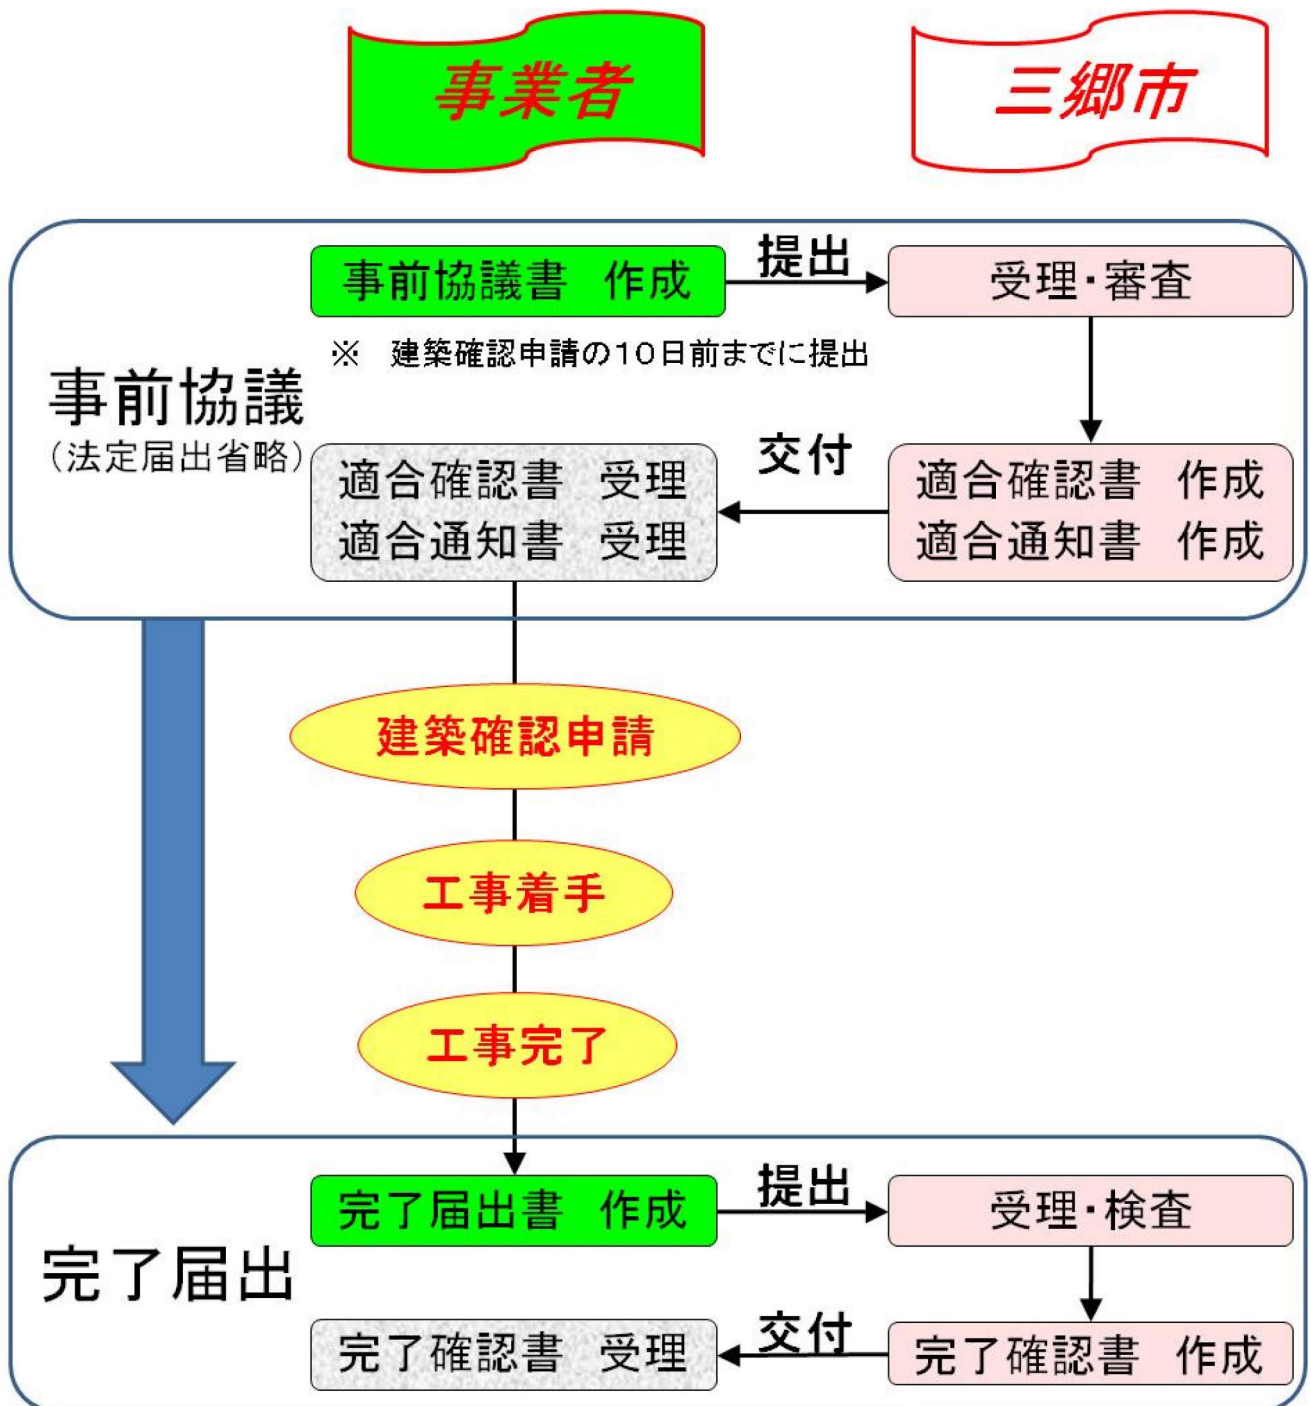 事業者
三郷市
事前協議書　作成
提出
受理・審査
※　建築確認申請の１０日前までに提出
事前協議
（法定届出省略）
適合確認書　受理
適合通知書　受理
交付
適合確認書　作成
適合通知書　作成
建築確認申請
工事着手
工事完了
完了届出
完了届出書　作成
提出
受理・検査
完了確認書　受理
交付
完了確認書　作成